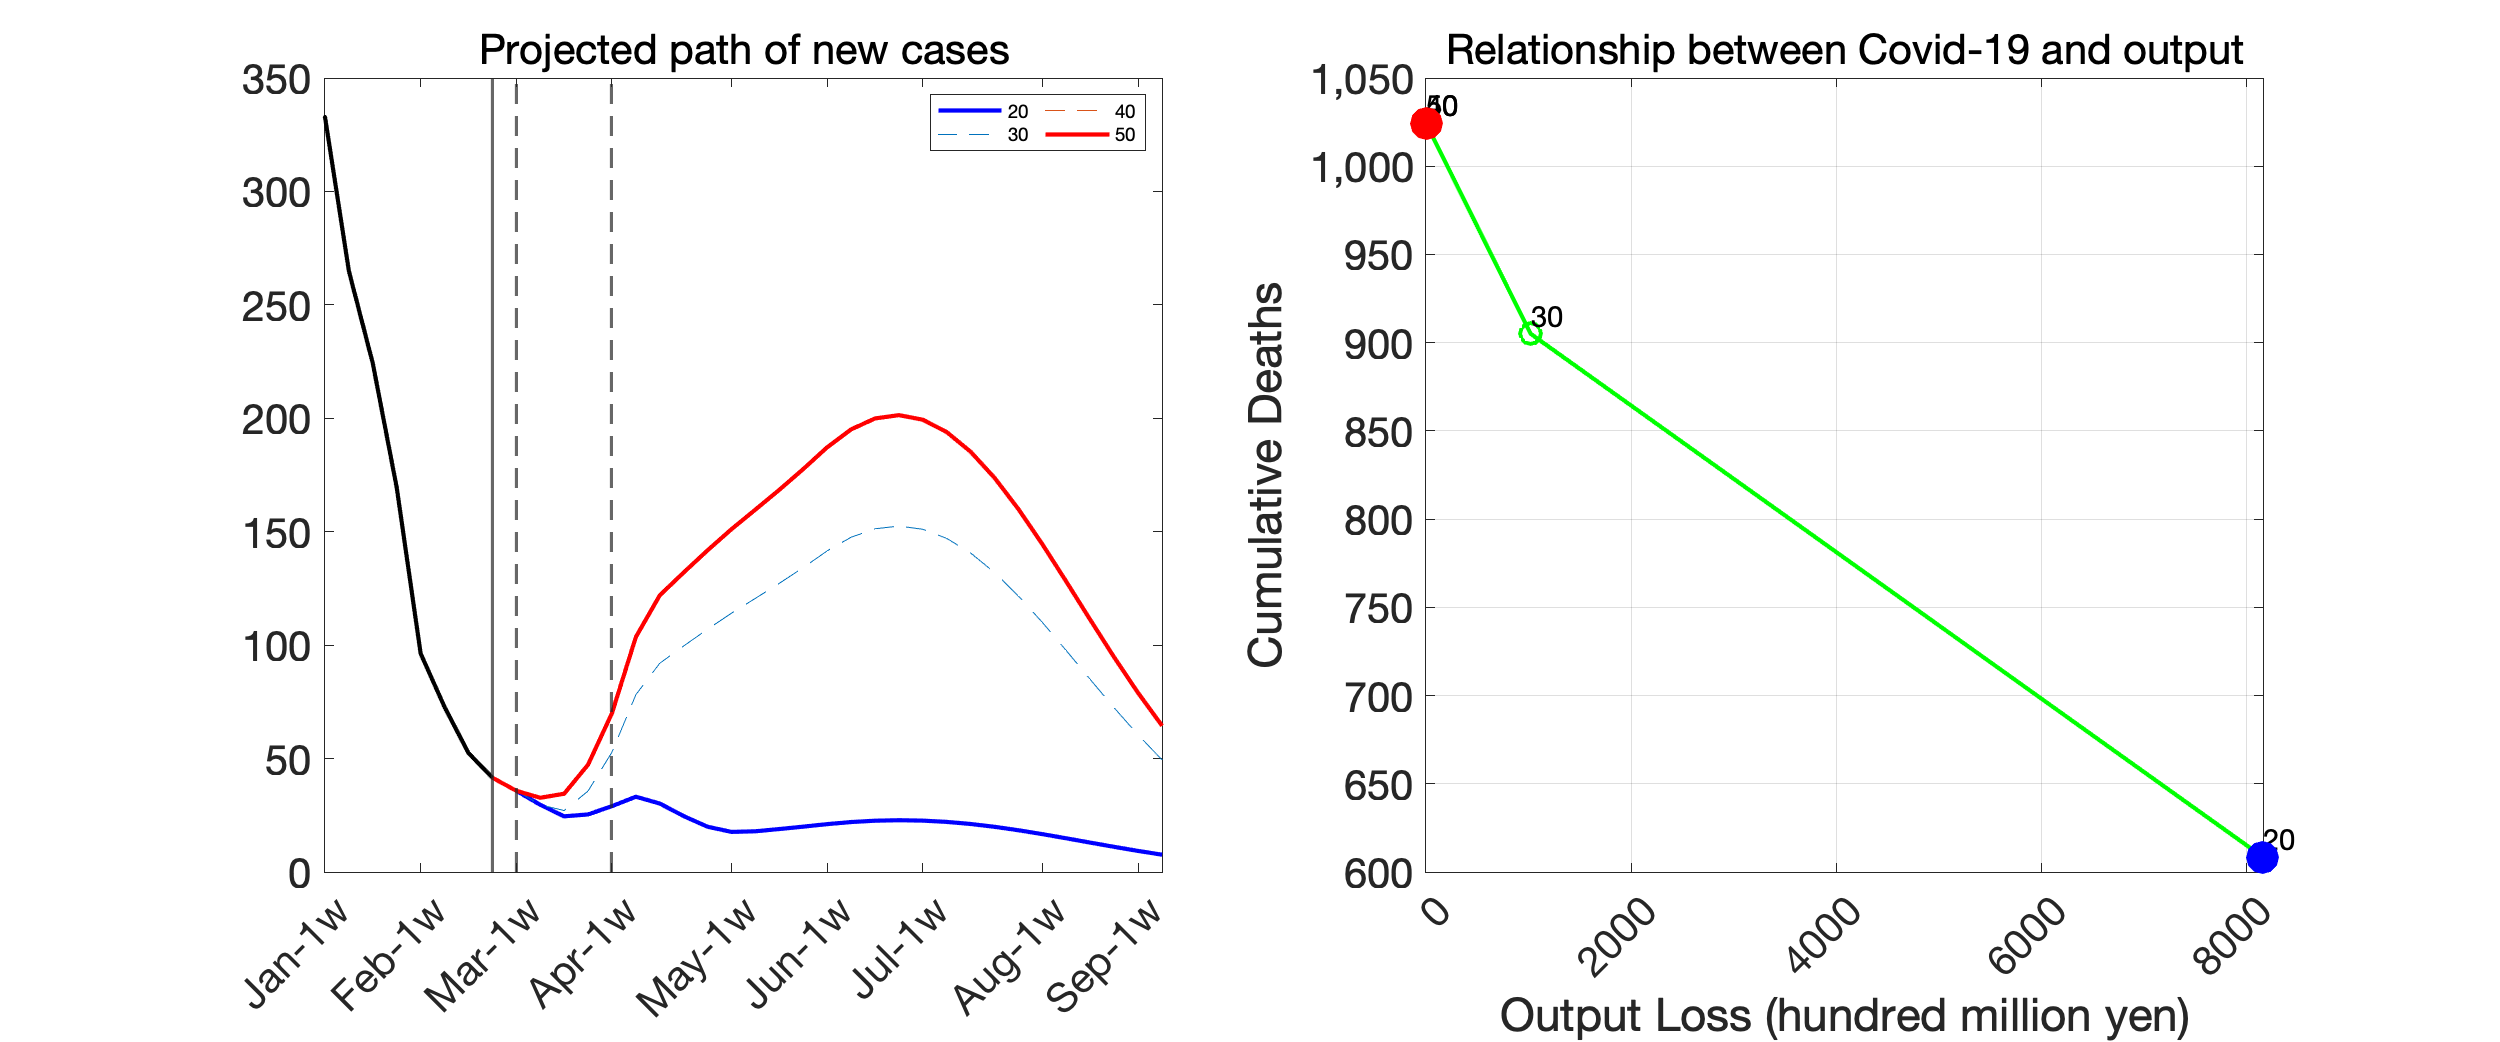 Projected path of new cases
350
300
250
200
150
100
50
0
20
40
30
50
Jan-1w
Feb-1w
Mar-1w
Apr-1w
May-1w
Jun-1w
Jul-1w
Aug-1w
Sep-1w
Relationship between Covid-19 and output
Cumulative Deaths
1,050
1,000
950
900
850
800
750
700
650
600
30
20
0
2000
4000
6000
8000
Output Loss (hundred million yen)